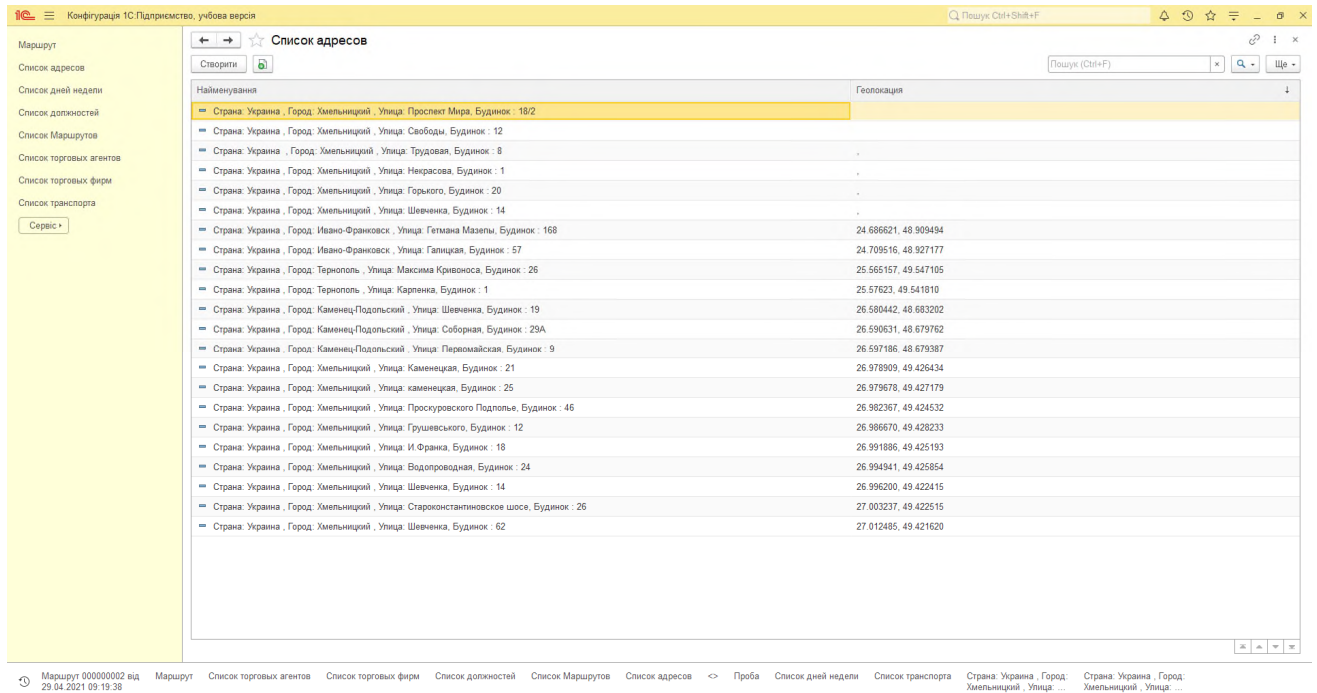 1С Конфігурація 1С:Підприємство, учбова версія Пошук Ctrl+Shift+F
Маршрут
Список адресов
Список дней недели
Список должностей
Список Маршрутов
Список торговых агентов
Список торговых фирм
Список транспорта
Сервіс
Список адресов
Створити Пошук (Ctrl+F) × Ще
Найменування Геолокация ↓
Страна: Украина , Город: Хмельницкий , Улица: Проспект Мира, Будинок : 18/2
Страна: Украина , Город: Хмельницкий , Улица: Свободы, Будинок : 12
Страна: Украина , Город: Хмельницкий , Улица: Трудовая, Будинок : 8 ,
Страна: Украина , Город: Хмельницкий , Улица: Некрасова, Будинок : 1 ,
Страна: Украина , Город: Хмельницкий , Улица: Горького, Будинок : 20 ,
Страна: Украина , Город: Хмельницкий , Улица: Шевченка, Будинок : 14 ,
Страна: Украина , Город: Ивано-Франковск , Улица: Гетмана Мазепы, Будинок : 168 24.686621, 48.909494
Страна: Украина , Город: Ивано-Франковск , Улица: Галицкая, Будинок : 57 24.709516, 48.927177
Страна: Украина , Город: Тернополь , Улица: Максима Кривоноса, Будинок : 26 25.565157, 49.547105
Страна: Украина , Город: Тернополь , Улица: Карпенка, Будинок : 1 25.57623, 49.541810
Страна: Украина , Город: Каменец-Подольский , Улица: Шевченка, Будинок : 19 26.580442, 48.683202
Страна: Украина , Город: Каменец-Подольский , Улица: Соборная, Будинок : 29А 26.590631, 48.679762
Страна: Украина , Город: Каменец-Подольский , Улица: Первомайская, Будинок : 9 26.597186, 48.679387
Страна: Украина , Город: Хмельницкий , Улица: Каменецкая, Будинок : 21 26.978909, 49.426434
Страна: Украина , Город: Хмельницкий , Улица: каменецкая, Будинок : 25 26.979678, 49.427179
Страна: Украина , Город: Хмельницкий , Улица: Проскуровского Подполье, Будинок : 46 26.982367, 49.424532
Страна: Украина , Город: Хмельницкий , Улица: Грушевського, Будинок : 12 26.986670, 49.428233
Страна: Украина , Город: Хмельницкий , Улица: И.Франка, Будинок : 18 26.991886, 49.425193
Страна: Украина , Город: Хмельницкий , Улица: Водопроводная, Будинок : 24 26.994941, 49.425854
Страна: Украина , Город: Хмельницкий , Улица: Шевченка, Будинок : 14 26.996200, 49.422415
Страна: Украина , Город: Хмельницкий , Улица: Староконстантиновское шосе, Будинок : 26 27.003237, 49.422515
Страна: Украина , Город: Хмельницкий , Улица: Шевченка, Будинок : 62 27.012485, 49.421620
Маршрут 000000002 від Маршрут Список торговых агентов Список торговых фирм Список должностей Список Маршрутов Список адресов <> Проба Список дней недели Список транспорта Страна: Украина , Город: Страна: Украина , Город:
29.04.2021 09:19:38 Хмельницкий , Улица: ... Хмельницкий , Улица: ...